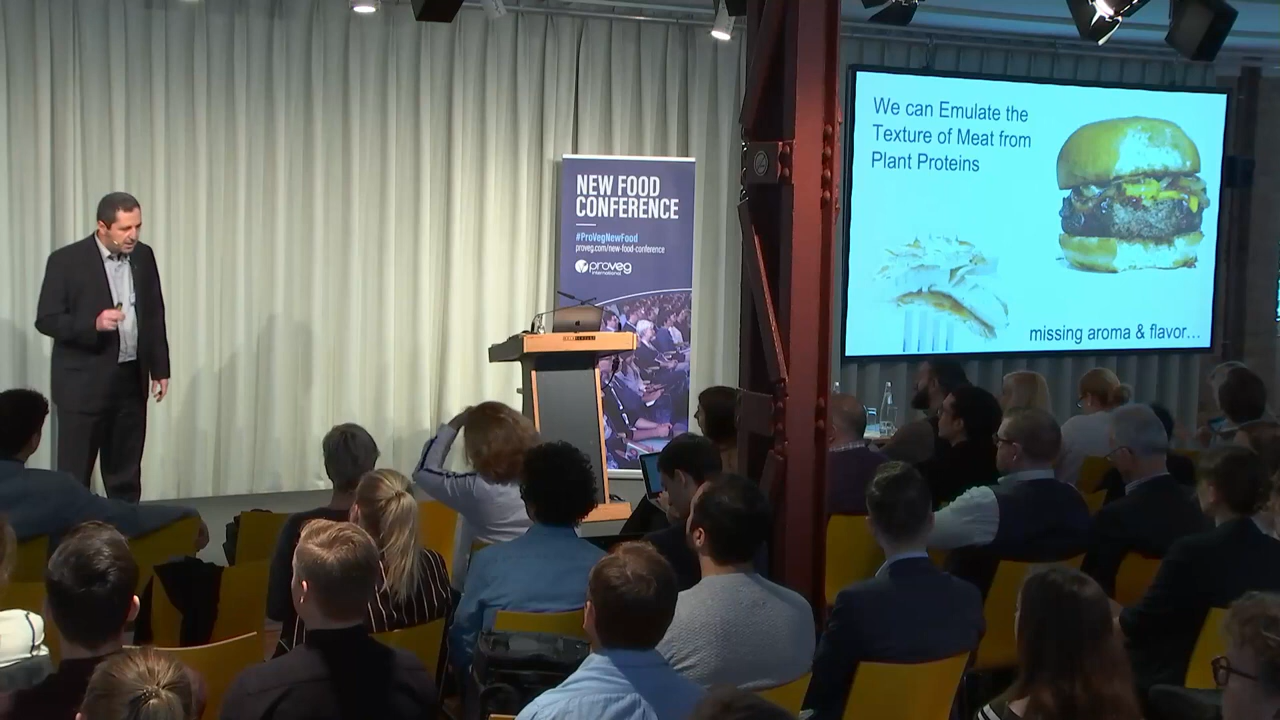 NEW FOOD
CONFERENCE
#ProVegNewFood
proveg.com/new-food-conference
proveg
international
We can Emulate the
Texture of Meat from
Plant Proteins
missing aroma & flavor...